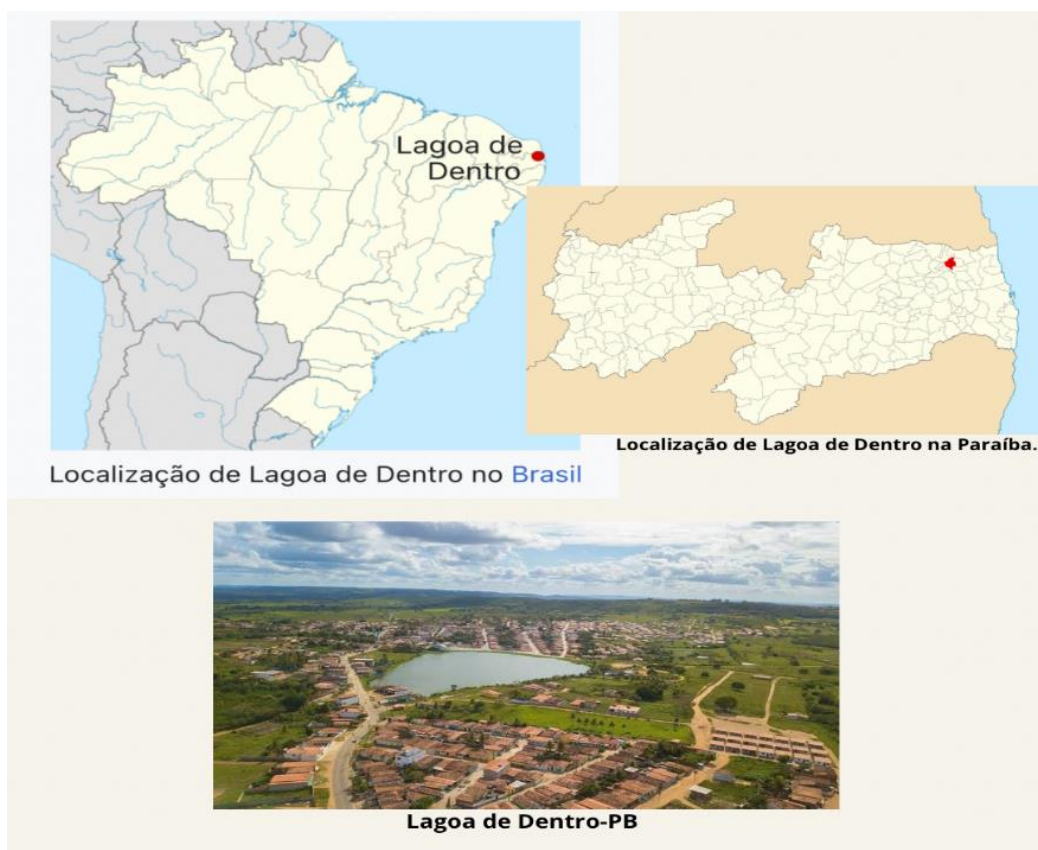 Lagoa de
Dentro
Localização de Lagoa de Dentro na Paraíba.
Localização de Lagoa de Dentro no Brasil
Lagoa de Dentro-PB